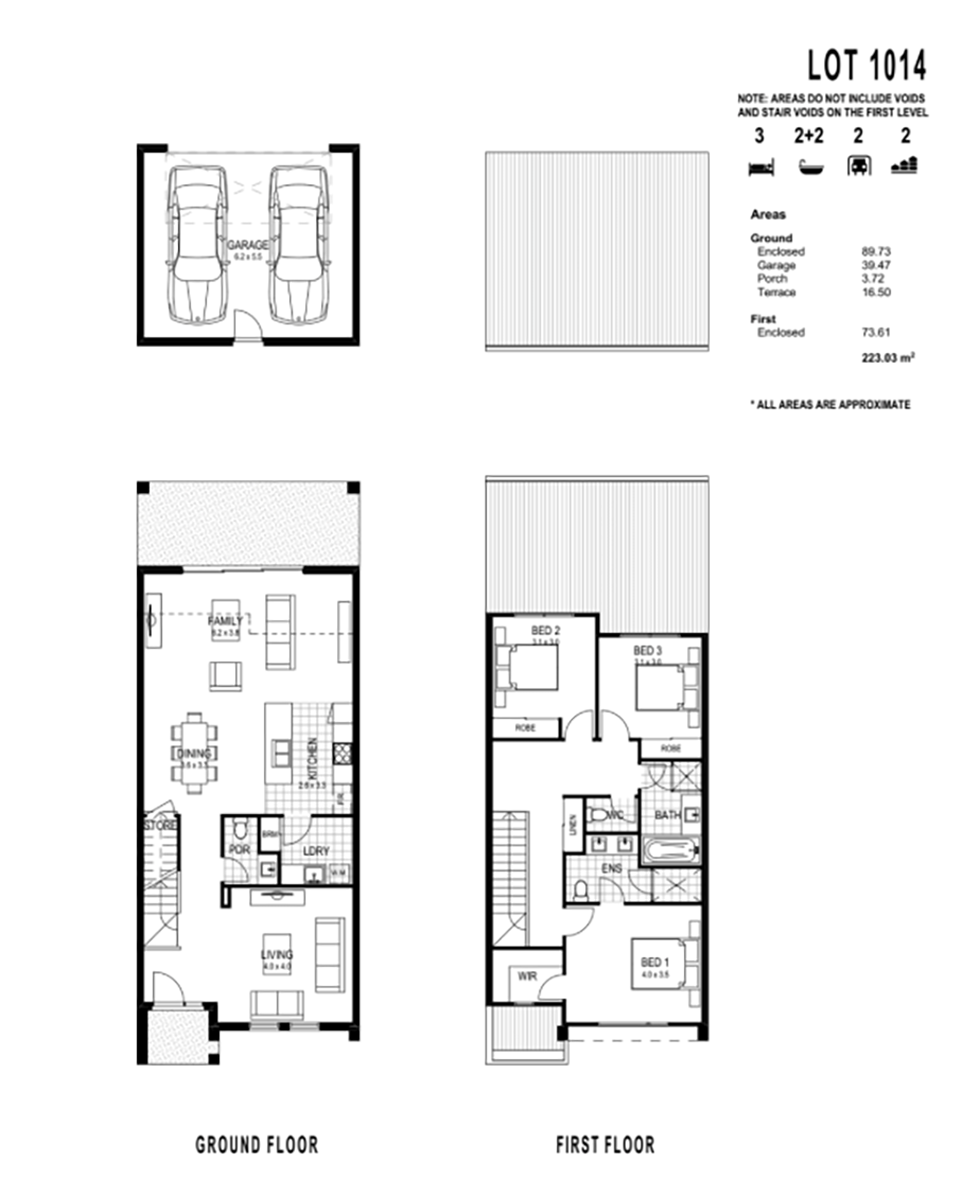 LOT 1014
NOTE: AREAS DO NOT INCLUDE VOIDS
AND STAIR VOIDS ON THE FIRST LEVEL
3 2+2 2 2
Areas
Ground
Enclosed 89.73
Garage 39.47
Porch 3.72
Terrace 16.50
First
Enclosed 73.61
223.03 m²
* ALL AREAS ARE APPROXIMATE
GARAGE
6.2 x 5.5
FAMILY
6.2 x 3.8
DINING
3.6 x 3.5
KITCHEN
2.6 x 3.3
F/R
STORE
PDR
BRM
LDRY
W.M
LIVING
4.0 x 4.0
BED 2
3.1 x 3.0
BED 3
3.1 x 3.0
ROBE
ROBE
LINEN
WC
BATH
ENS
WIR
BED 1
4.0 x 3.5
GROUND FLOOR
FIRST FLOOR